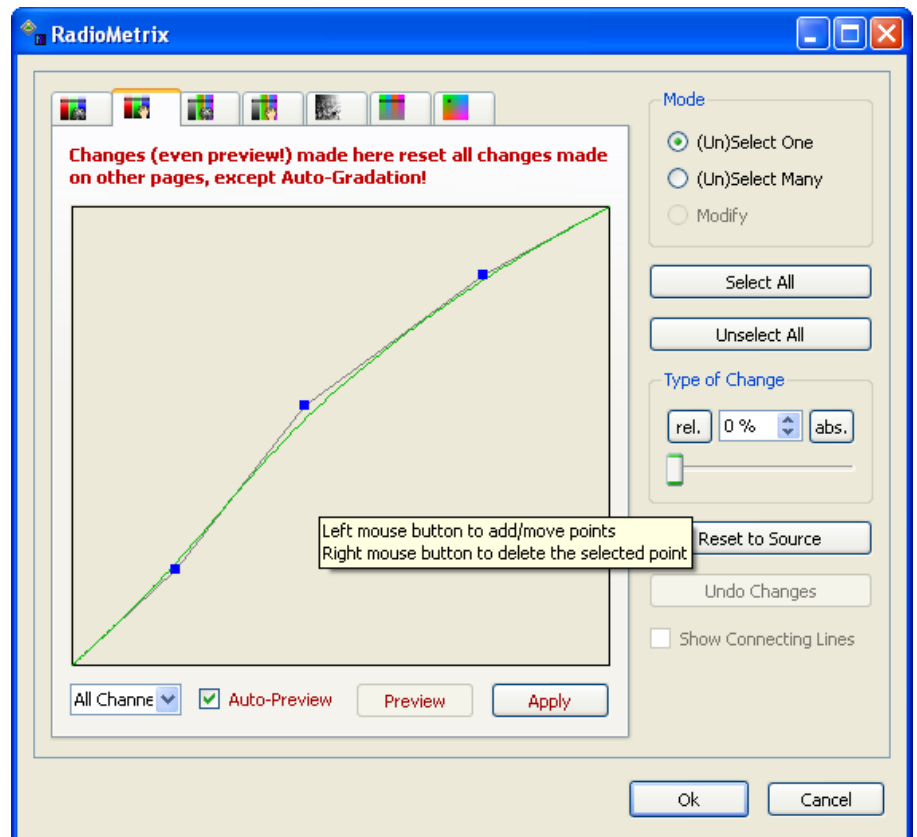 RadioMetrix
Changes (even preview!) made here reset all changes made
on other pages, except Auto-Gradation!
Left mouse button to add/move points
Right mouse button to delete the selected point
All Channe
Auto-Preview
Preview
Apply
Mode
(Un)Select One
(Un)Select Many
Modify
Select All
Unselect All
Type of Change
rel.
0 %
abs.
Reset to Source
Undo Changes
Show Connecting Lines
Ok
Cancel